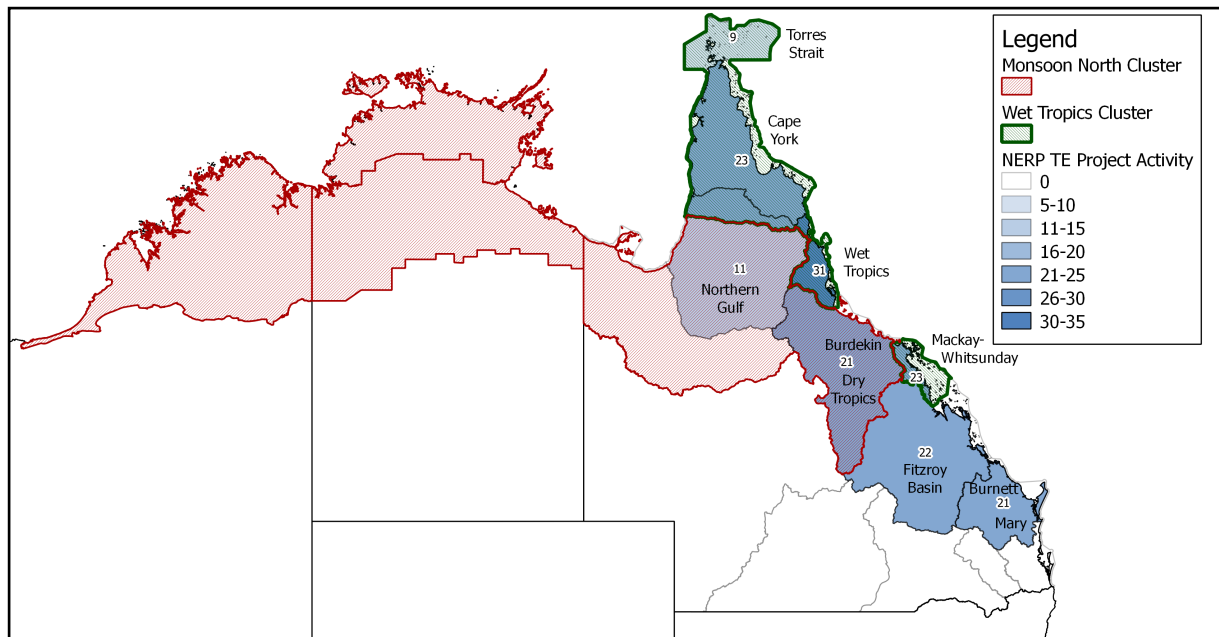 9
Torres
Strait
Cape
York
23
Wet
Tropics
31
11
Northern
Gulf
Burdekin
21
Dry
Tropics
Mackay-
Whitsunday
23
22
Fitzroy
Basin
Burnett
21
Mary
Legend
Monsoon North Cluster
Wet Tropics Cluster
NERP TE Project Activity
0
5-10
11-15
16-20
21-25
26-30
30-35